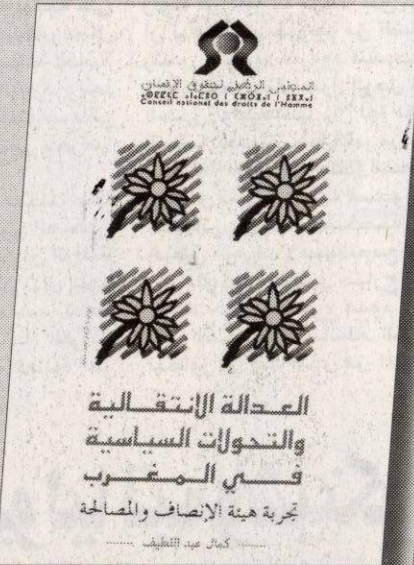 المجلس الوطني لحقوق الإنسان
Conseil national des droits de l'Homme
العدالة الانتقالية
والتحولات السياسية
في المغرب
تجربة هيئة الإنصاف والمصالحة
كمال عبد اللطيف